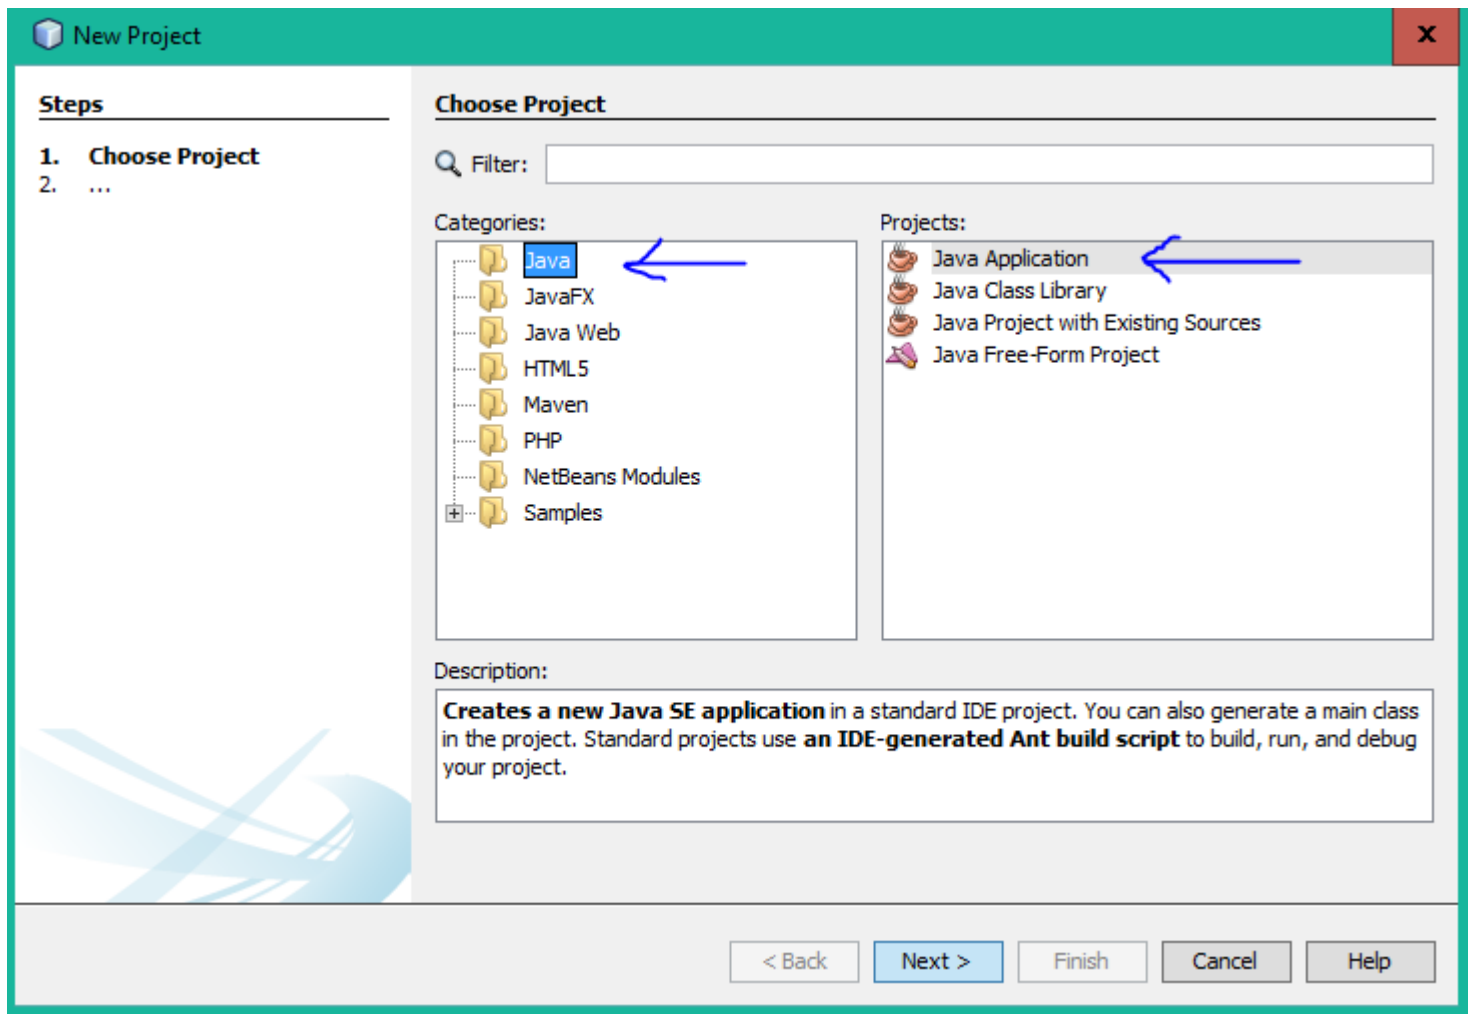 New Project
x
Steps
1. Choose Project
2. ...
Choose Project
Filter:
Categories:
Java
JavaFX
Java Web
HTML5
Maven
PHP
NetBeans Modules
Samples
Projects:
Java Application
Java Class Library
Java Project with Existing Sources
Java Free-Form Project
Description:
Creates a new Java SE application in a standard IDE project. You can also generate a main class
in the project. Standard projects use an IDE-generated Ant build script to build, run, and debug
your project.
< Back
Next >
Finish
Cancel
Help